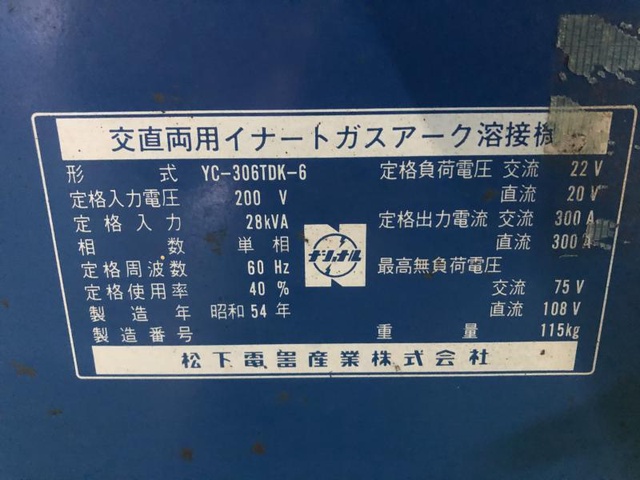 交直両用イナートガスアーク溶接機
形式 YC-306TDK-6
定格入力電圧 200 V
定格入力 28kVA
相数 単相
定格周波数 60 Hz
定格使用率 40 %
製造年 昭和 54 年
製造番号
ナショナル
定格負荷電圧 交流 22 V
直流 20 V
定格出力電流 交流 300 A
直流 300 A
最高無負荷電圧
交流 75 V
直流 108 V
重量 115kg
松下電器産業株式会社